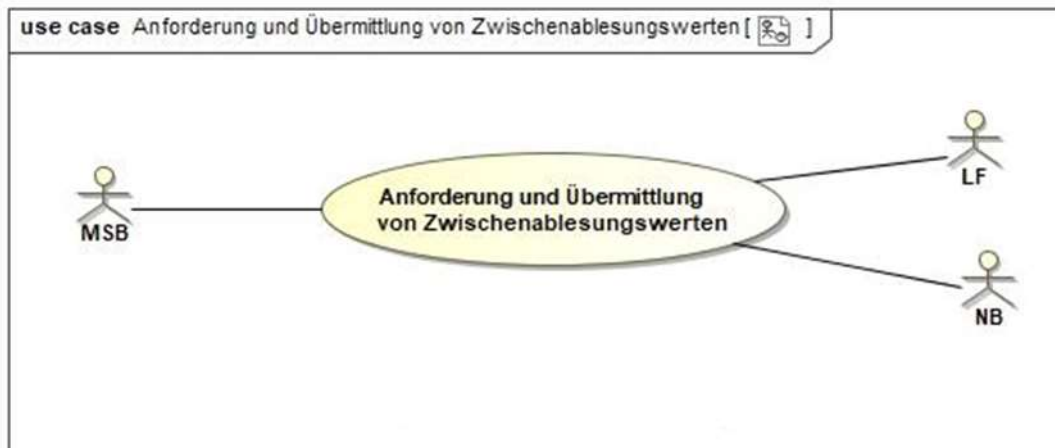 use case Anforderung und Übermittlung von Zwischenablesungswerten [ ]
LF
MSB
Anforderung und Übermittlung
von Zwischenablesungswerten
NB